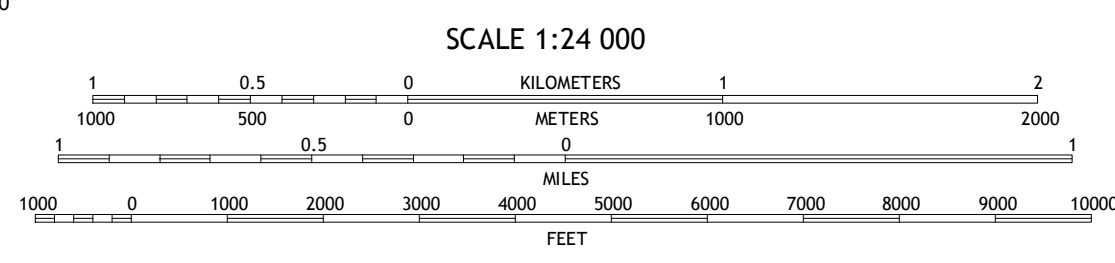 0
SCALE 1:24 000
1 0.5 0 KILOMETERS 1 2
1000 500 0 METERS 1000 2000
1 0.5 0 1
MILES
1000 0 1000 2000 3000 4000 5000 6000 7000 8000 9000 10000
FEET